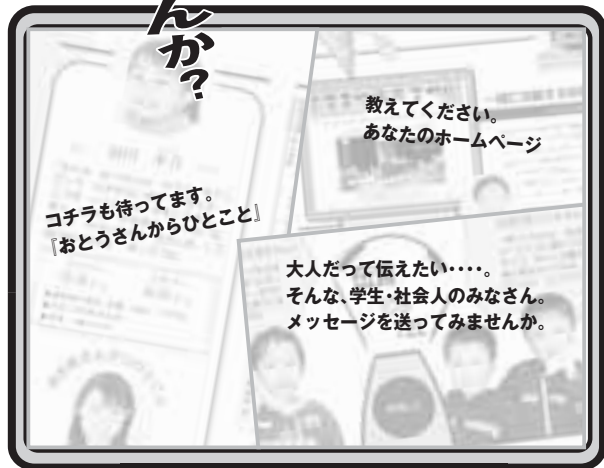 んか?
教えてください。
あなたのホームページ
コチラも待ってます。
『おとうさんからひとこと』
大人だって伝えたい‥‥。
そんな、学生・社会人のみなさん。
メッセージを送ってみませんか。